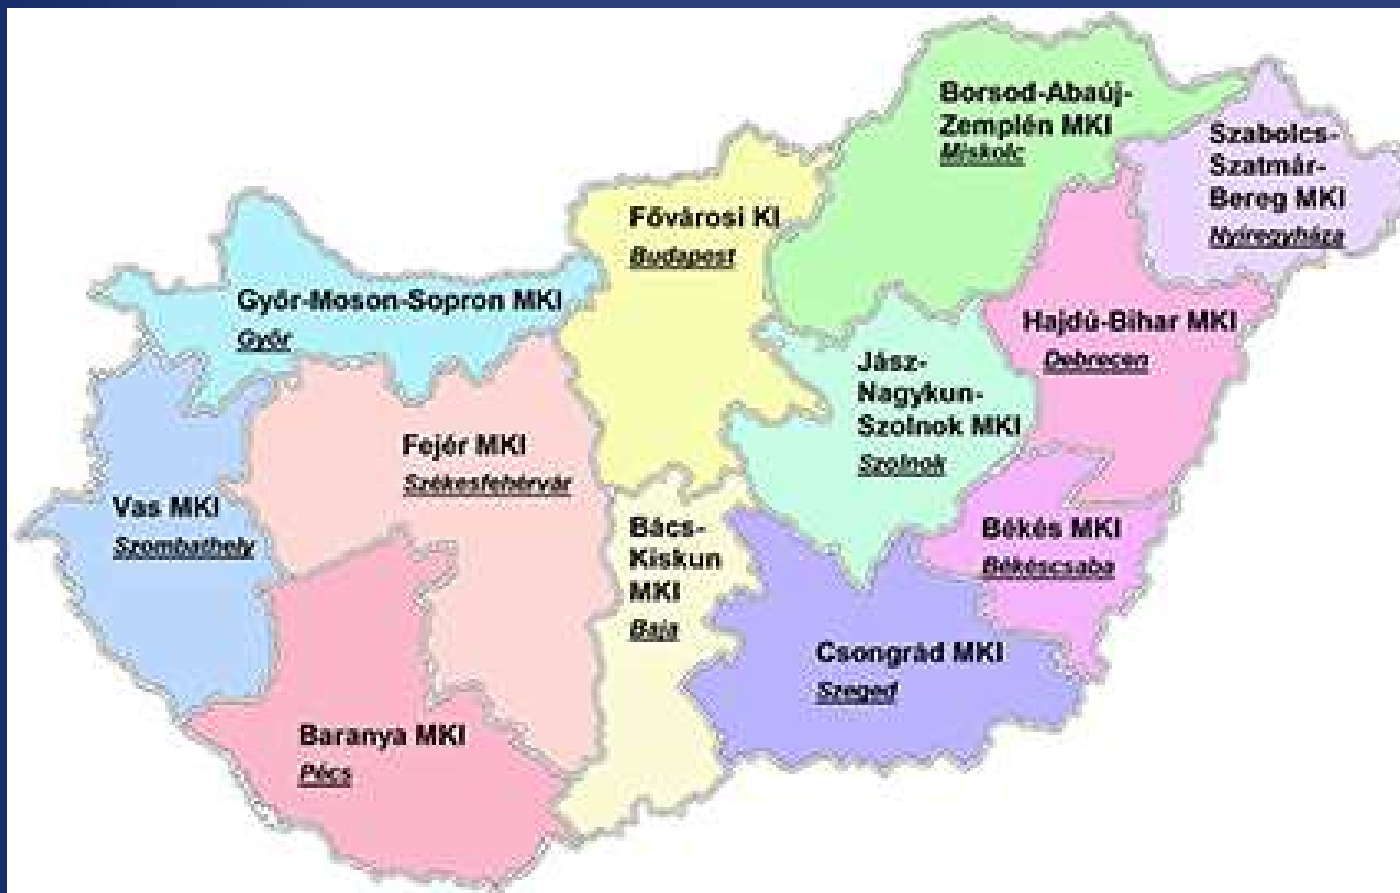 Borsod-Abaúj-
Zemplén MKI
Miskolc
Szabolcs-
Szatmár-
Bereg MKI
Nyíregyháza
Fővárosi KI
Budapest
Győr-Moson-Sopron MKI
Győr
Hajdú-Bihar MKI
Debrecen
Jász-
Nagykun-
Szolnok MKI
Szolnok
Fejér MKI
Székesfehérvár
Vas MKI
Szombathely
Bács-
Kiskun
MKI
Baja
Békés MKI
Békéscsaba
Csongrád MKI
Szeged
Baranya MKI
Pécs